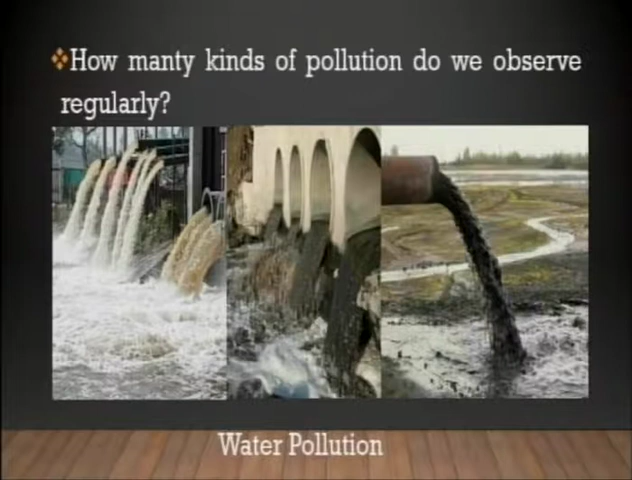 How manty kinds of pollution do we observe
regularly?
Water Pollution